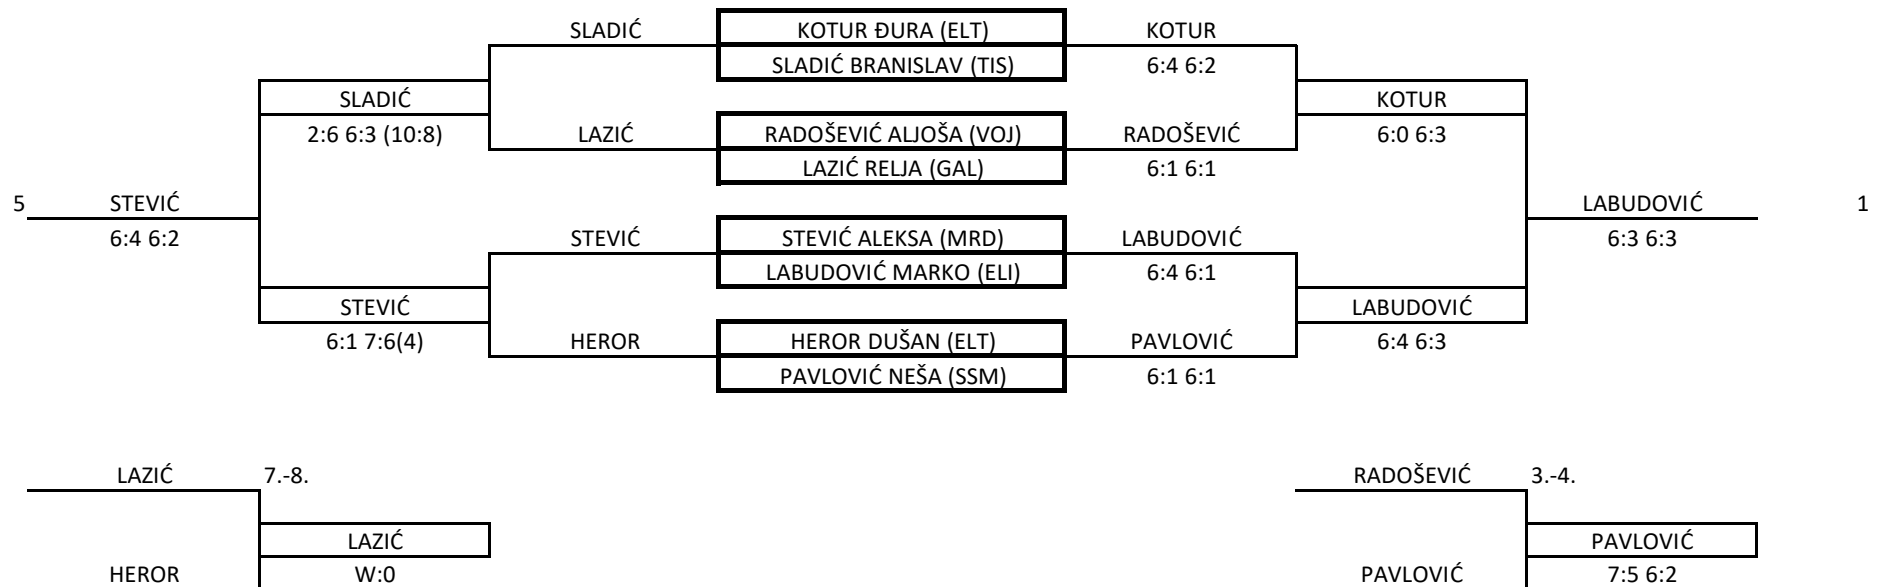 SLADIĆ KOTUR ĐURA (ELT) KOTUR
SLADIĆ BRANISLAV (TIS) 6:4 6:2
SLADIĆ KOTUR
2:6 6:3 (10:8) LAZIĆ RADOŠEVIĆ ALJOŠA (VOJ) RADOŠEVIĆ 6:0 6:3
LAZIĆ RELJA (GAL) 6:1 6:1
5 STEVIĆ LABUDOVIĆ 1
6:4 6:2 STEVIĆ STEVIĆ ALEKSA (MRD) LABUDOVIĆ 6:3 6:3
LABUDOVIĆ MARKO (ELI) 6:4 6:1
STEVIĆ LABUDOVIĆ
6:1 7:6(4) HEROR HEROR DUŠAN (ELT) PAVLOVIĆ 6:4 6:3
PAVLOVIĆ NEŠA (SSM) 6:1 6:1
LAZIĆ 7.-8. RADOŠEVIĆ 3.-4.
LAZIĆ PAVLOVIĆ
HEROR W:0 PAVLOVIĆ 7:5 6:2